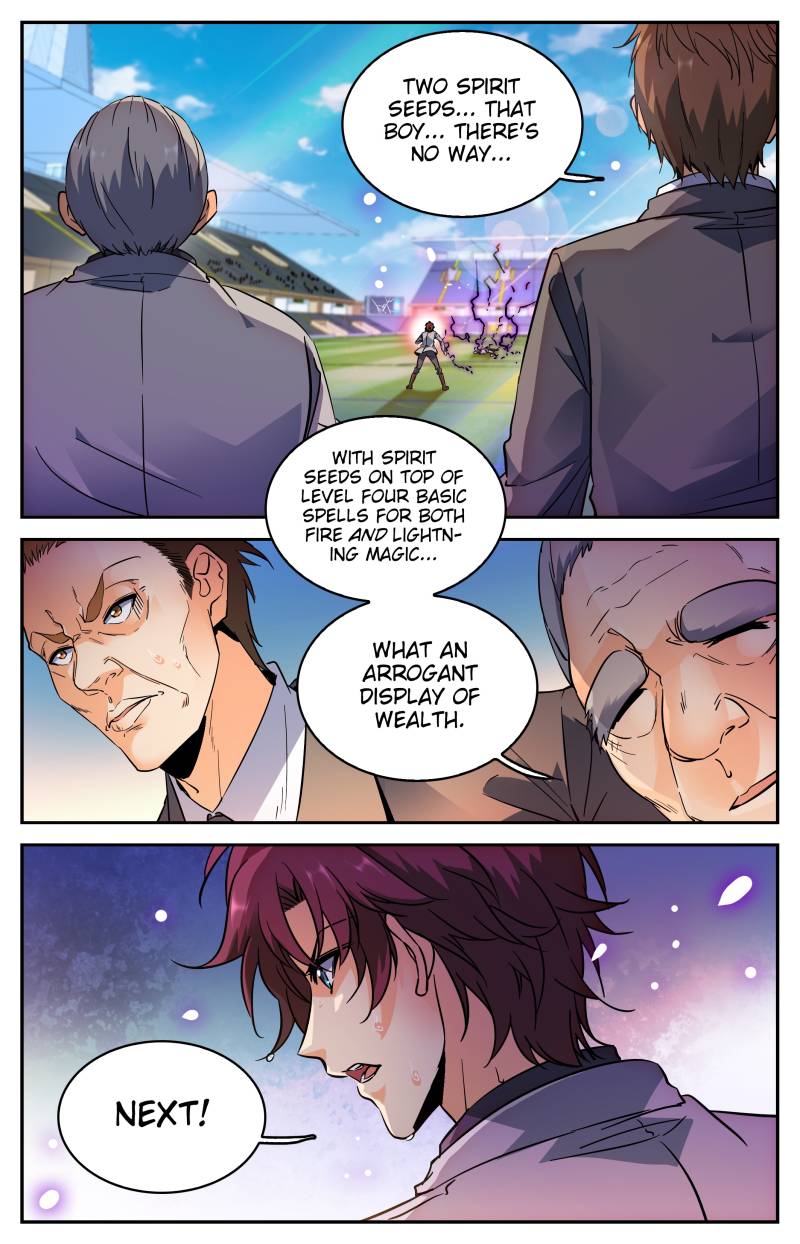 TWO SPIRIT
SEEDS... THAT
BOY... THERE'S
NO WAY...
WITH SPIRIT
SEEDS ON TOP OF
LEVEL FOUR BASIC
SPELLS FOR BOTH
FIRE AND LIGHTN-
ING MAGIC...
WHAT AN
ARROGANT
DISPLAY OF
WEALTH.
NEXT!